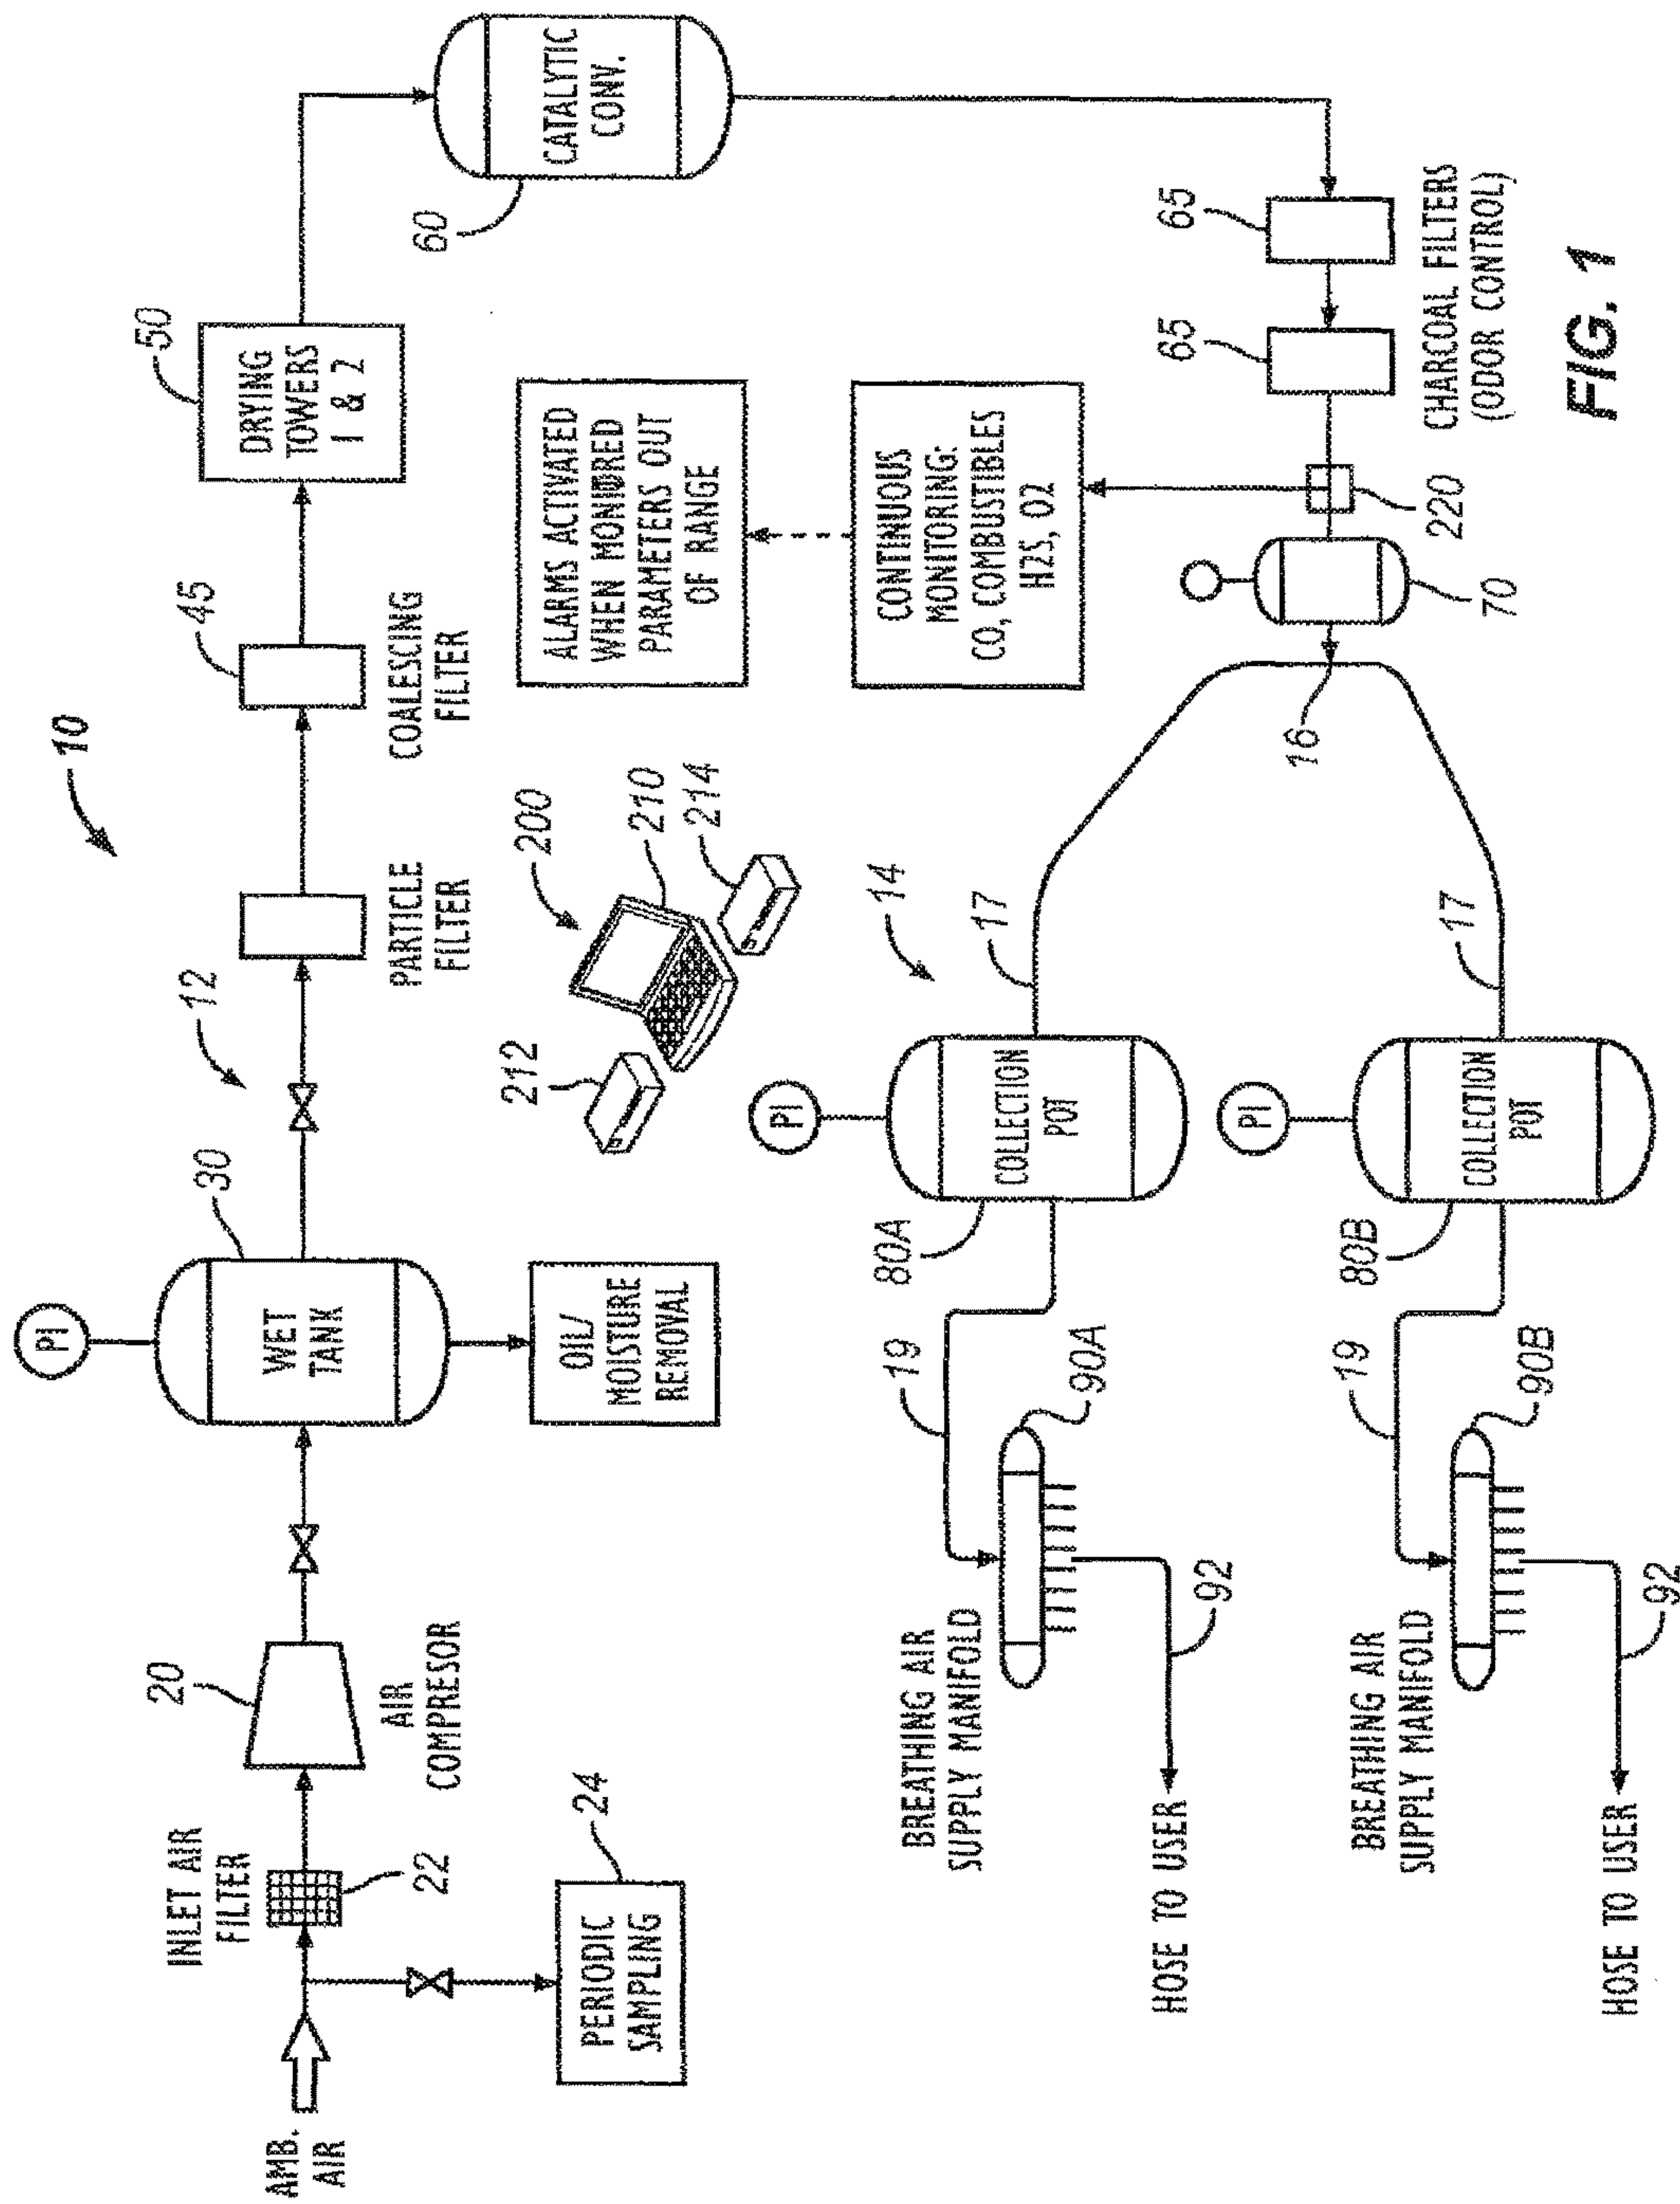 10
12
PI
AMB.
AIR
INLET AIR
FILTER
22
PERIODIC
SAMPLING
24
20
AIR
COMPRESOR
WET
TANK
30
OIL/
MOISTURE
REMOVAL
PARTICLE
FILTER
COALESCING
FILTER
45
DRYING
TOWERS
1 & 2
50
CATALYTIC
CONV.
60
200
210
212
214
ALARMS ACTIVATED
WHEN MONITORED
PARAMETERS OUT
OF RANGE
CONTINUOUS
MONITORING:
CO, COMBUSTIBLES
H2S, O2
65
65
CHARCOAL FILTERS
(ODOR CONTROL)
220
70
16
14
17
17
PI
COLLECTION
POT
80A
19
90A
BREATHING AIR
SUPPLY MANIFOLD
92
HOSE TO USER
PI
COLLECTION
POT
80B
19
90B
BREATHING AIR
SUPPLY MANIFOLD
92
HOSE TO USER
FIG. 1